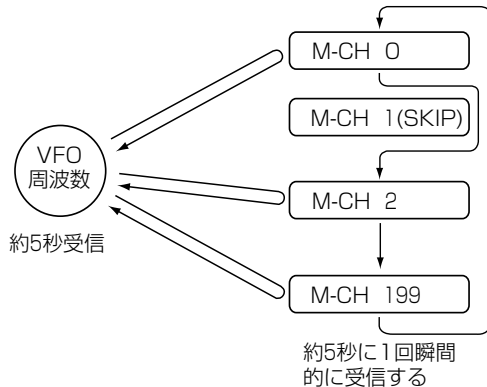 M-CH 0
M-CH 1(SKIP)
VFO
周波数
M-CH 2
約5秒受信
M-CH 199
約5秒に1回瞬間
的に受信する